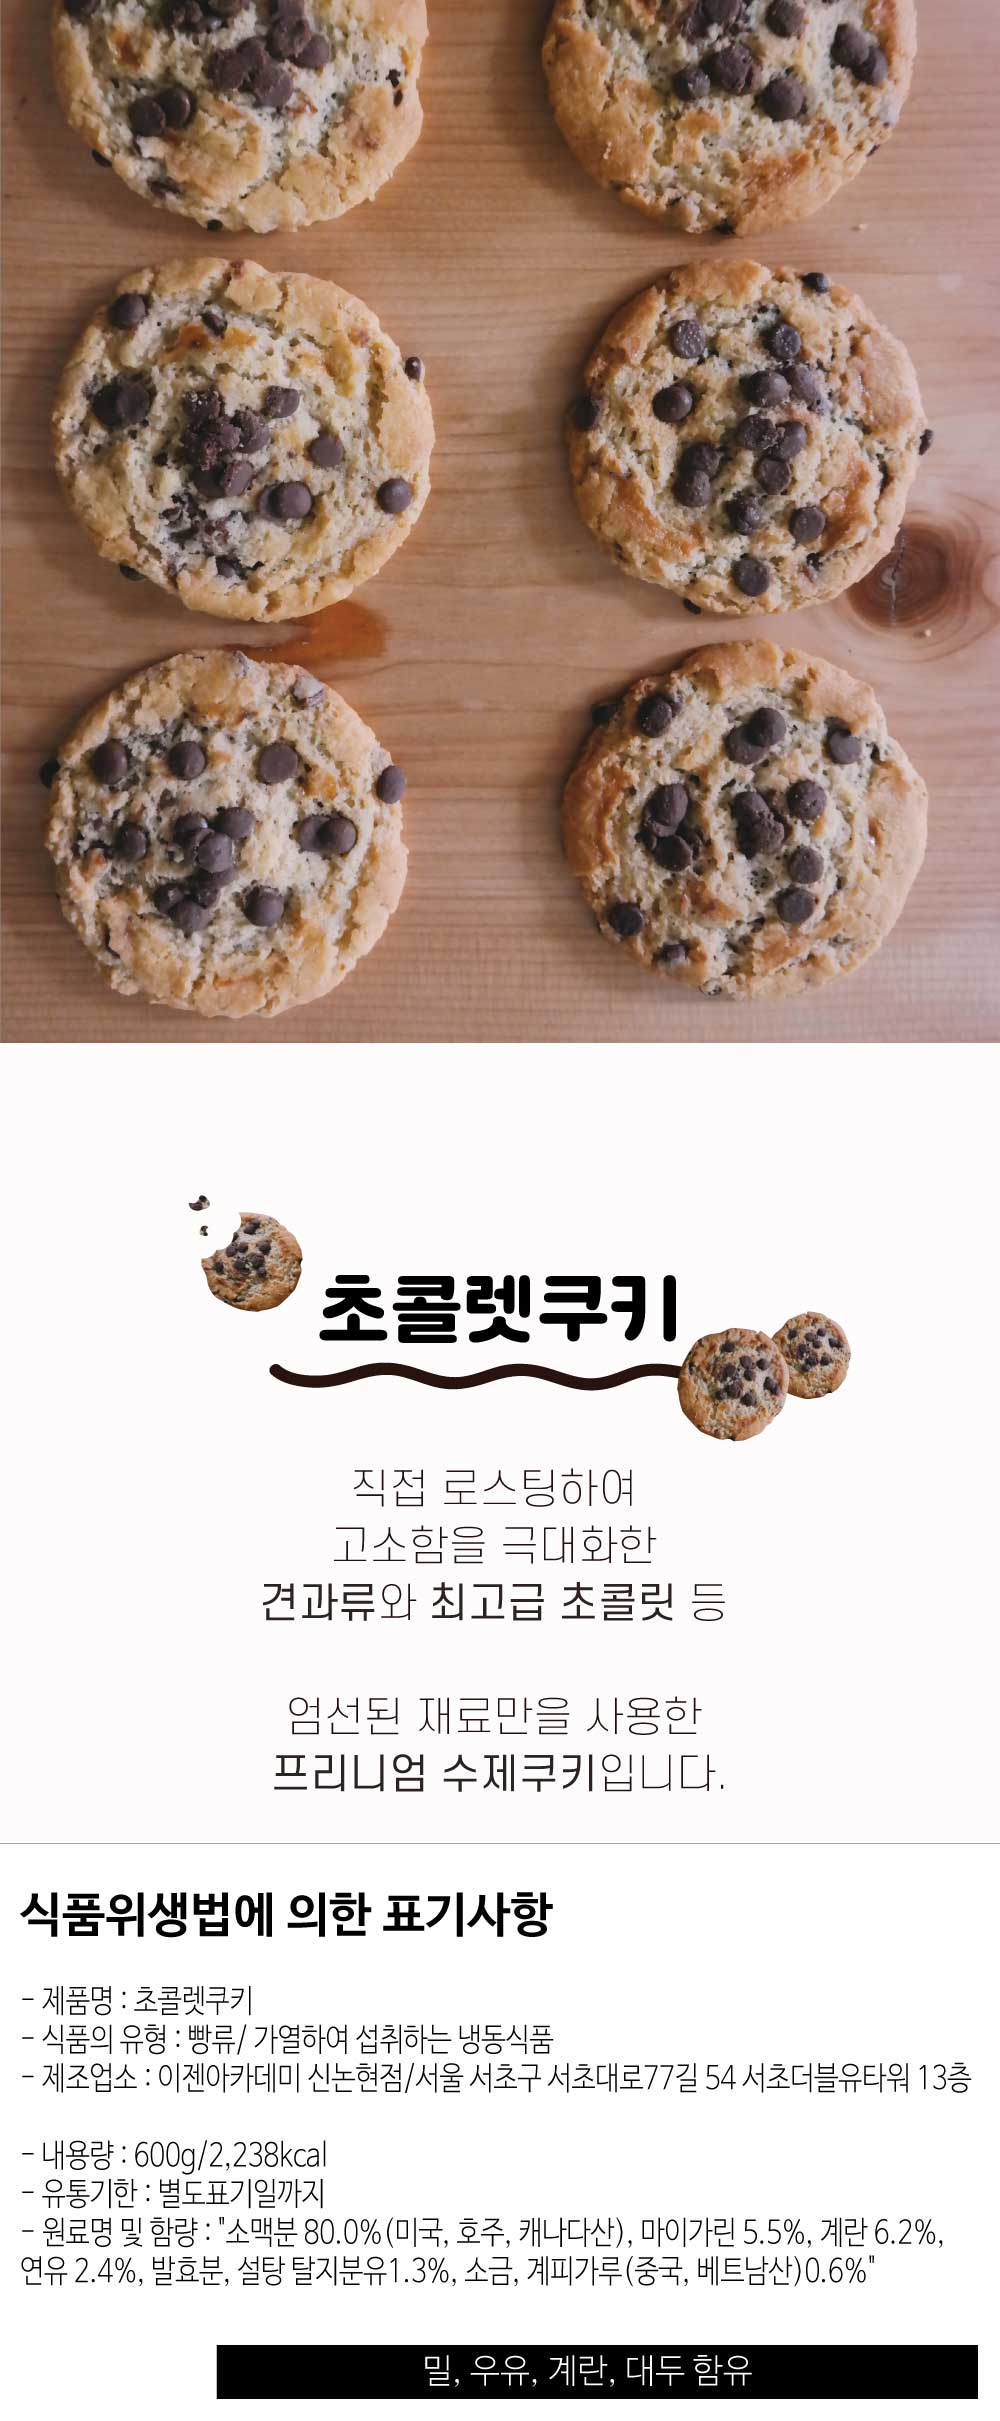 초콜렛쿠키
직접 로스팅하여
고소함을 극대화한
견과류와 최고급 초콜릿 등
엄선된 재료만을 사용한
프리니엄 수제쿠키입니다.
식품위생법에 의한 표기사항
- 제품명 : 초콜렛쿠키
- 식품의 유형 : 빵류/ 가열하여 섭취하는 냉동식품
- 제조업소 : 이젠아카데미 신논현점/서울 서초구 서초대로77길 54 서초더블유타워 13층
- 내용량 : 600g/2,238kcal
- 유통기한 : 별도표기일까지
- 원료명 및 함량 : "소맥분 80.0%(미국, 호주, 캐나다산), 마이가린 5.5%, 계란 6.2%,
연유 2.4%, 발효분, 설탕 탈지분유1.3%, 소금, 계피가루(중국, 베트남산)0.6%"
밀, 우유, 계란, 대두 함유